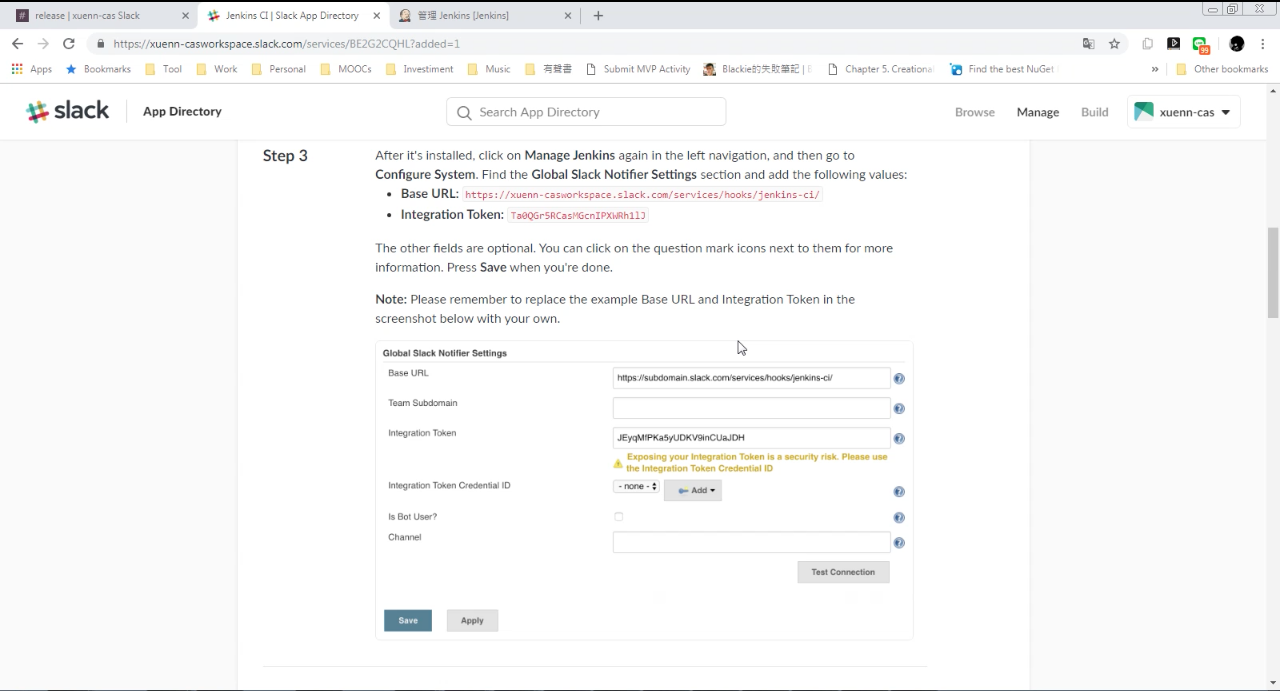 release | xuenn-cas Slack
Jenkins CI | Slack App Directory
管理 Jenkins [Jenkins]
https://xuenn-casworkspace.slack.com/services/BE2G2CQHL?added=1
99
Apps
Bookmarks
Tool
Work
Personal
MOOCs
Investiment
Music
有聲書
Submit MVP Activity
Blackie的失敗筆記 | E
Chapter 5. Creational
Find the best NuGet
Other bookmarks
slack
App Directory
Search App Directory
Browse
Manage
Build
xuenn-cas
Step 3
After it's installed, click on Manage Jenkins again in the left navigation, and then go to
Configure System. Find the Global Slack Notifier Settings section and add the following values:
• Base URL: https://xuenn-casworkspace.slack.com/services/hooks/jenkins-ci/
• Integration Token: Ta0QGr5RCasMGcnIPXWRh1lJ
The other fields are optional. You can click on the question mark icons next to them for more
information. Press Save when you're done.
Note: Please remember to replace the example Base URL and Integration Token in the
screenshot below with your own.
Global Slack Notifier Settings
Base URL
https://subdomain.slack.com/services/hooks/jenkins-ci/
Team Subdomain
Integration Token
JEyqMfPKa5yUDKV9inCUaJDH
Exposing your Integration Token is a security risk. Please use
the Integration Token Credential ID
Integration Token Credential ID
- none -
Add
Is Bot User?
Channel
Test Connection
Save
Apply